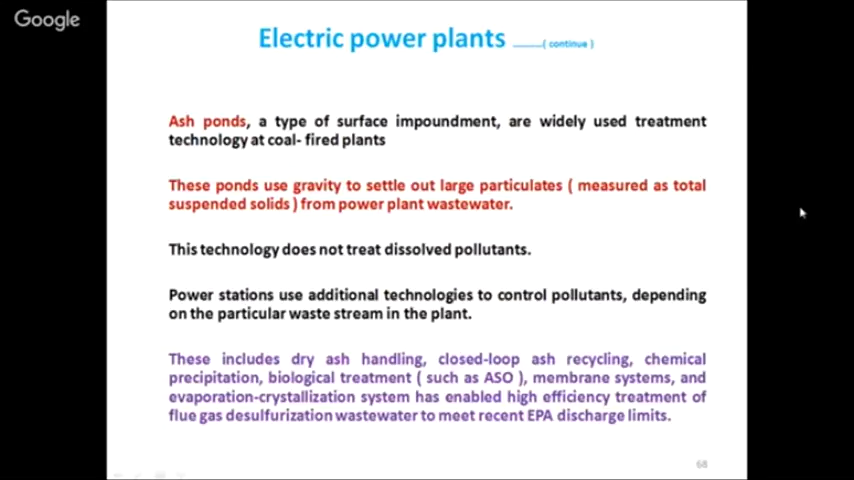 Google
Electric power plants ..........( continue )
Ash ponds, a type of surface impoundment, are widely used treatment
technology at coal- fired plants
These ponds use gravity to settle out large particulates ( measured as total
suspended solids ) from power plant wastewater.
This technology does not treat dissolved pollutants.
Power stations use additional technologies to control pollutants, depending
on the particular waste stream in the plant.
These includes dry ash handling, closed-loop ash recycling, chemical
precipitation, biological treatment ( such as ASO ), membrane systems, and
evaporation-crystallization system has enabled high efficiency treatment of
flue gas desulfurization wastewater to meet recent EPA discharge limits.
68